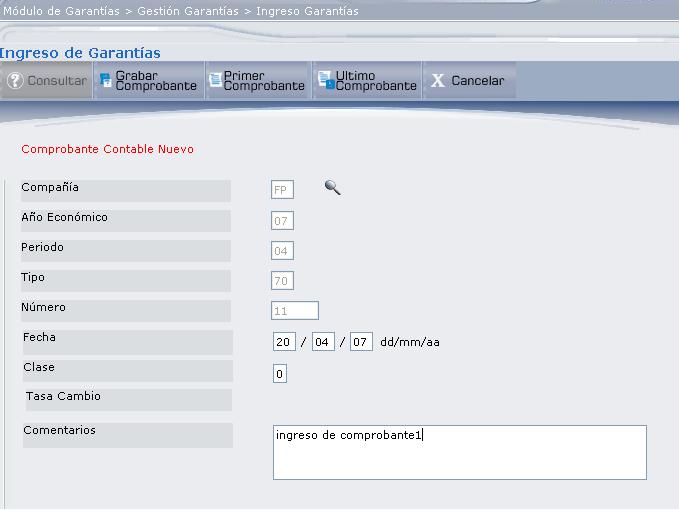 Módulo de Garantías > Gestión Garantías > Ingreso Garantías
Ingreso de Garantías
Consultar
Grabar
Comprobante
Primer
Comprobante
Ultimo
Comprobante
X Cancelar
Comprobante Contable Nuevo
Compañía FP
Año Económico 07
Periodo 04
Tipo 70
Número 11
Fecha 20 / 04 / 07 dd/mm/aa
Clase 0
Tasa Cambio
Comentarios ingreso de comprobante1